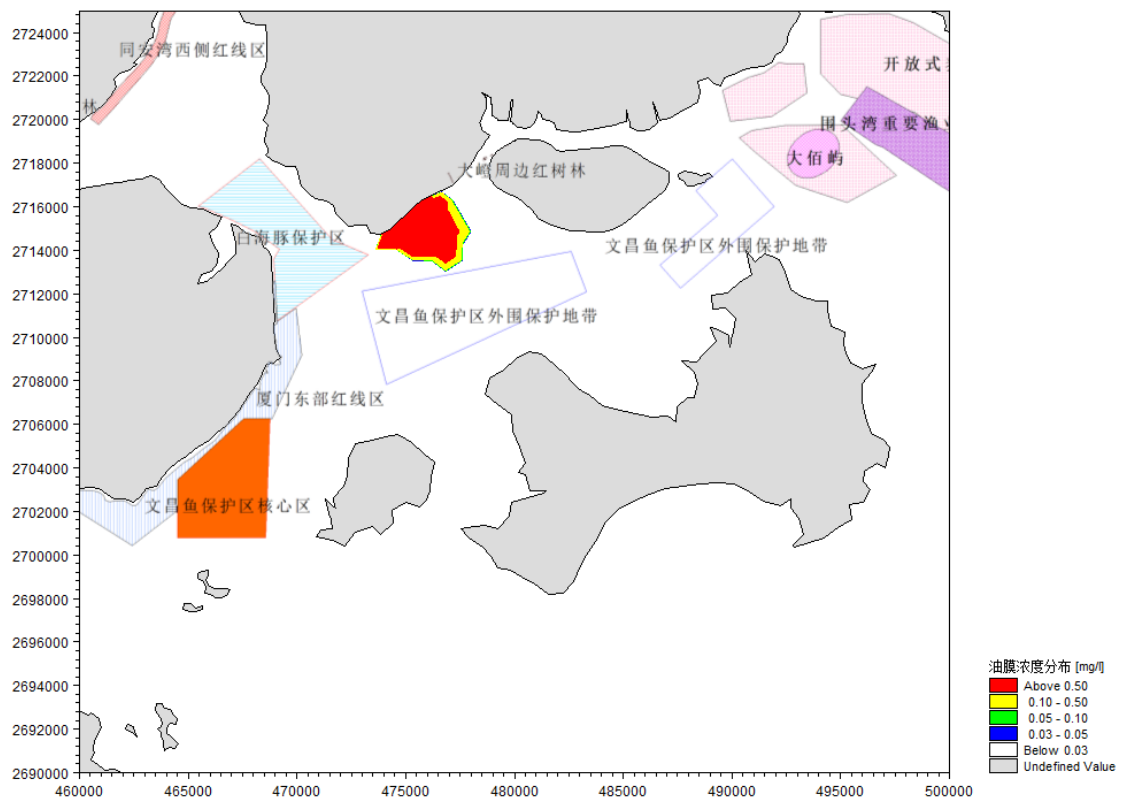 2724000
2722000
2720000
2718000
2716000
2714000
2712000
2710000
2708000
2706000
2704000
2702000
2700000
2698000
2696000
2694000
2692000
2690000
460000 465000 470000 475000 480000 485000 490000 495000 500000
同安湾西侧红线区
开放式
林
围头湾重要渔
大佰屿
大嶝周边红树林
白海豚保护区
文昌鱼保护区外围保护地带
文昌鱼保护区外围保护地带
厦门东部红线区
文昌鱼保护区核心区
油膜浓度分布 [mg/l]
Above 0.50
0.10 - 0.50
0.05 - 0.10
0.03 - 0.05
Below 0.03
Undefined Value